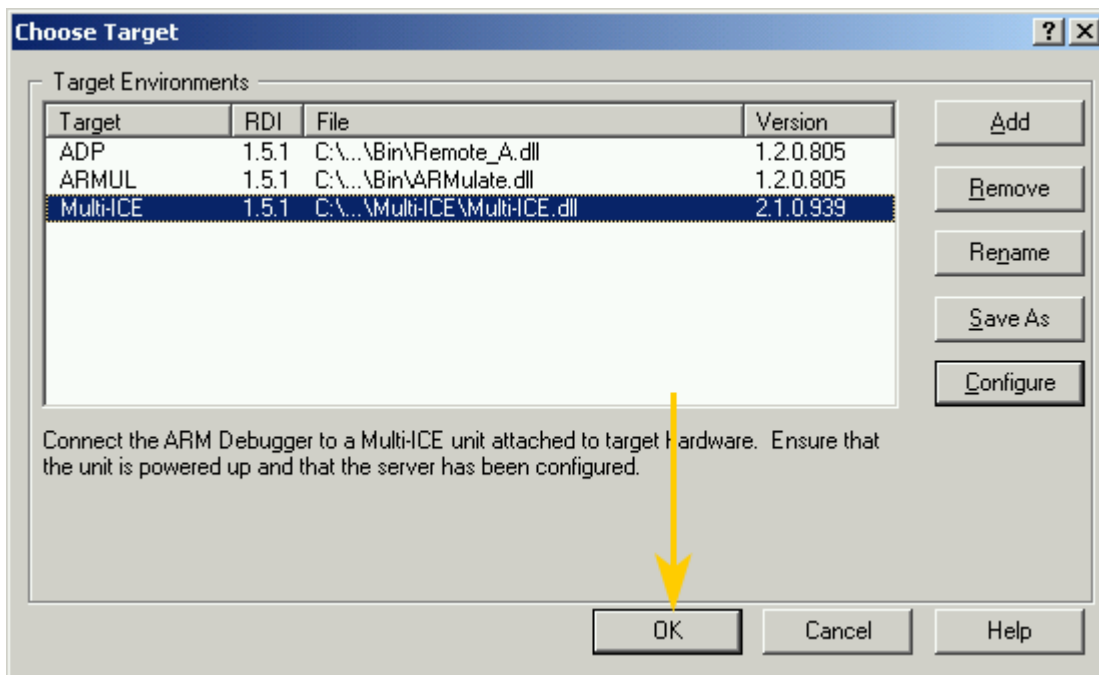 Choose Target
Target Environments
Target RDI File Version
ADP 1.5.1 C:\...\Bin\Remote_A.dll 1.2.0.805
ARMUL 1.5.1 C:\...\Bin\ARMulate.dll 1.2.0.805
Multi-ICE 1.5.1 C:\...\Multi-ICE\Multi-ICE.dll 2.1.0.939
Add
Remove
Rename
Save As
Configure
Connect the ARM Debugger to a Multi-ICE unit attached to target Hardware. Ensure that
the unit is powered up and that the server has been configured.
OK Cancel Help